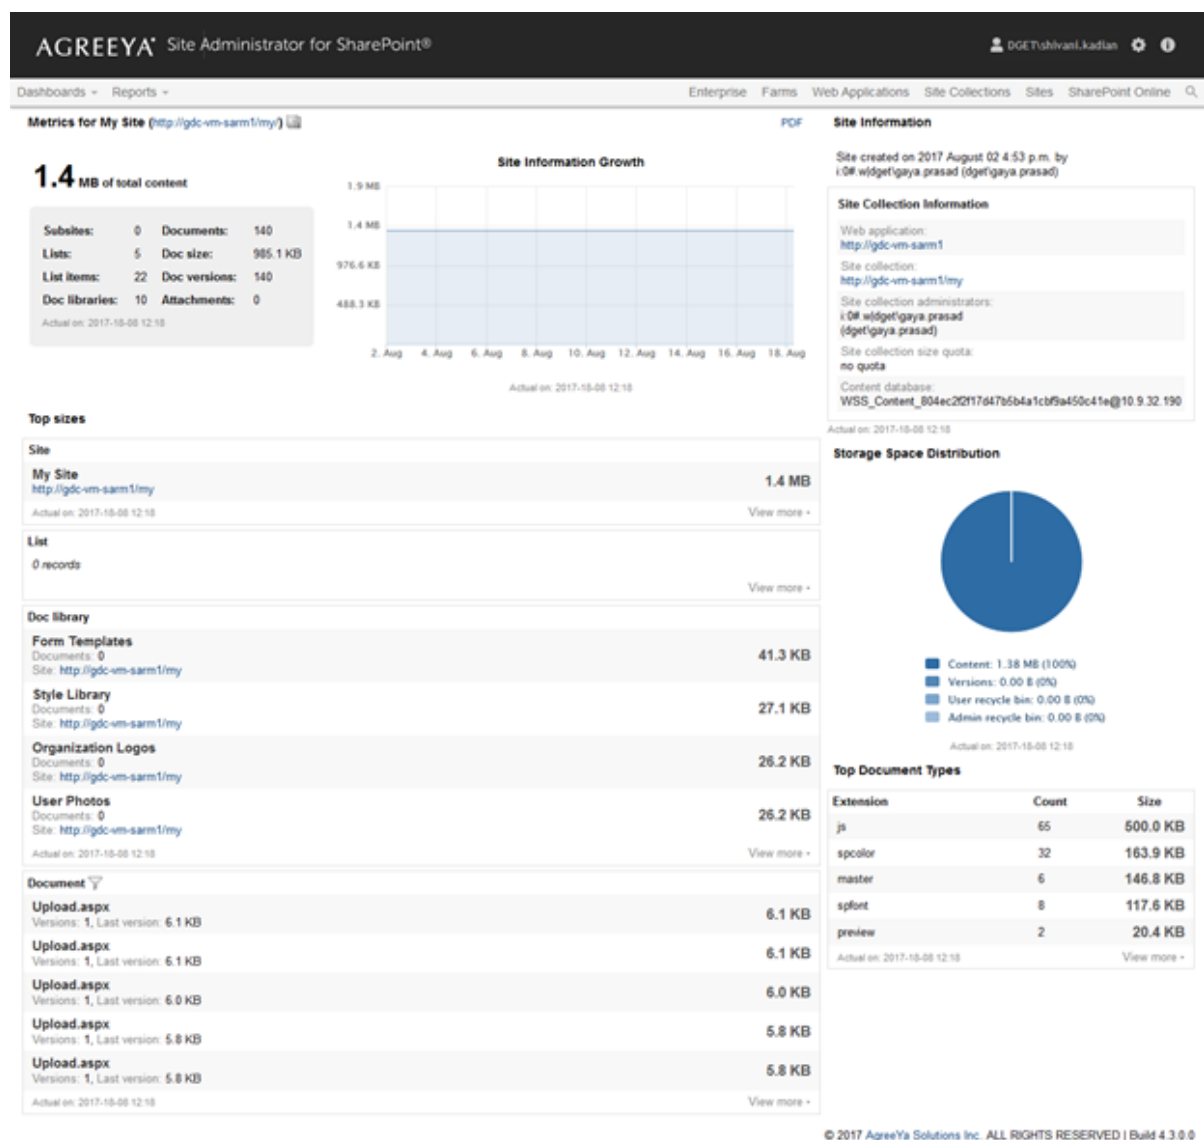 AGREEYA® Site Administrator for SharePoint®
DGET\shivani.kadian
Dashboards Reports
Enterprise Farms Web Applications Site Collections Sites SharePoint Online
Metrics for My Site (http://gdc-vm-sarm1/my/)
PDF
1.4 MB of total content
Subsites: 0 Documents: 140
Lists: 5 Doc size: 985.1 KB
List items: 22 Doc versions: 140
Doc libraries: 10 Attachments: 0
Actual on: 2017-18-08 12:18
Site Information Growth
1.9 MB
1.4 MB
976.6 KB
488.3 KB
2. Aug 4. Aug 6. Aug 8. Aug 10. Aug 12. Aug 14. Aug 16. Aug 18. Aug
Actual on: 2017-18-08 12:18
Top sizes
Site
My Site
http://gdc-vm-sarm1/my
1.4 MB
Actual on: 2017-18-08 12:18
View more
List
0 records
View more
Doc library
Form Templates
Documents: 0
Site: http://gdc-vm-sarm1/my
41.3 KB
Style Library
Documents: 0
Site: http://gdc-vm-sarm1/my
27.1 KB
Organization Logos
Documents: 0
Site: http://gdc-vm-sarm1/my
26.2 KB
User Photos
Documents: 0
Site: http://gdc-vm-sarm1/my
26.2 KB
Actual on: 2017-18-08 12:18
View more
Document
Upload.aspx
Versions: 1, Last version: 6.1 KB
6.1 KB
Upload.aspx
Versions: 1, Last version: 6.1 KB
6.1 KB
Upload.aspx
Versions: 1, Last version: 6.0 KB
6.0 KB
Upload.aspx
Versions: 1, Last version: 5.8 KB
5.8 KB
Upload.aspx
Versions: 1, Last version: 5.8 KB
5.8 KB
Actual on: 2017-18-08 12:18
View more
Site Information
Site created on 2017 August 02 4:53 p.m. by
i:0#.w|dget\gaya.prasad (dget\gaya.prasad)
Site Collection Information
Web application:
http://gdc-vm-sarm1
Site collection:
http://gdc-vm-sarm1/my
Site collection administrators:
i:0#.w|dget\gaya.prasad
(dget\gaya.prasad)
Site collection size quota:
no quota
Content database:
WSS_Content_804ec2f2f17d47b5b4a1cbf9a450c41e@10.9.32.190
Actual on: 2017-18-08 12:18
Storage Space Distribution
Content: 1.38 MB (100%)
Versions: 0.00 B (0%)
User recycle bin: 0.00 B (0%)
Admin recycle bin: 0.00 B (0%)
Actual on: 2017-18-08 12:18
Top Document Types
Extension Count Size
js 65 500.0 KB
spcolor 32 163.9 KB
master 6 146.8 KB
spfont 8 117.6 KB
preview 2 20.4 KB
Actual on: 2017-18-08 12:18
View more
© 2017 AgreeYa Solutions Inc. ALL RIGHTS RESERVED | Build 4.3.0.0